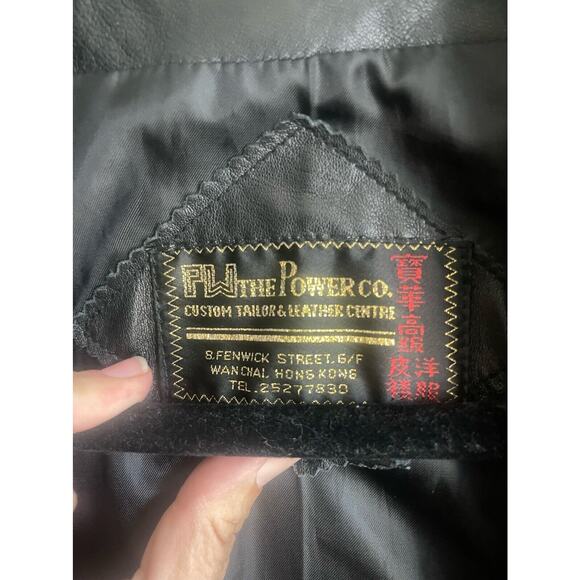 PW THE POWER CO.
CUSTOM TAILOR & LEATHER CENTRE
8.FENWICK STREET.6/F
WANCHAI, HONG KONG
TEL.25277830
寶華高級
皮褸
洋服